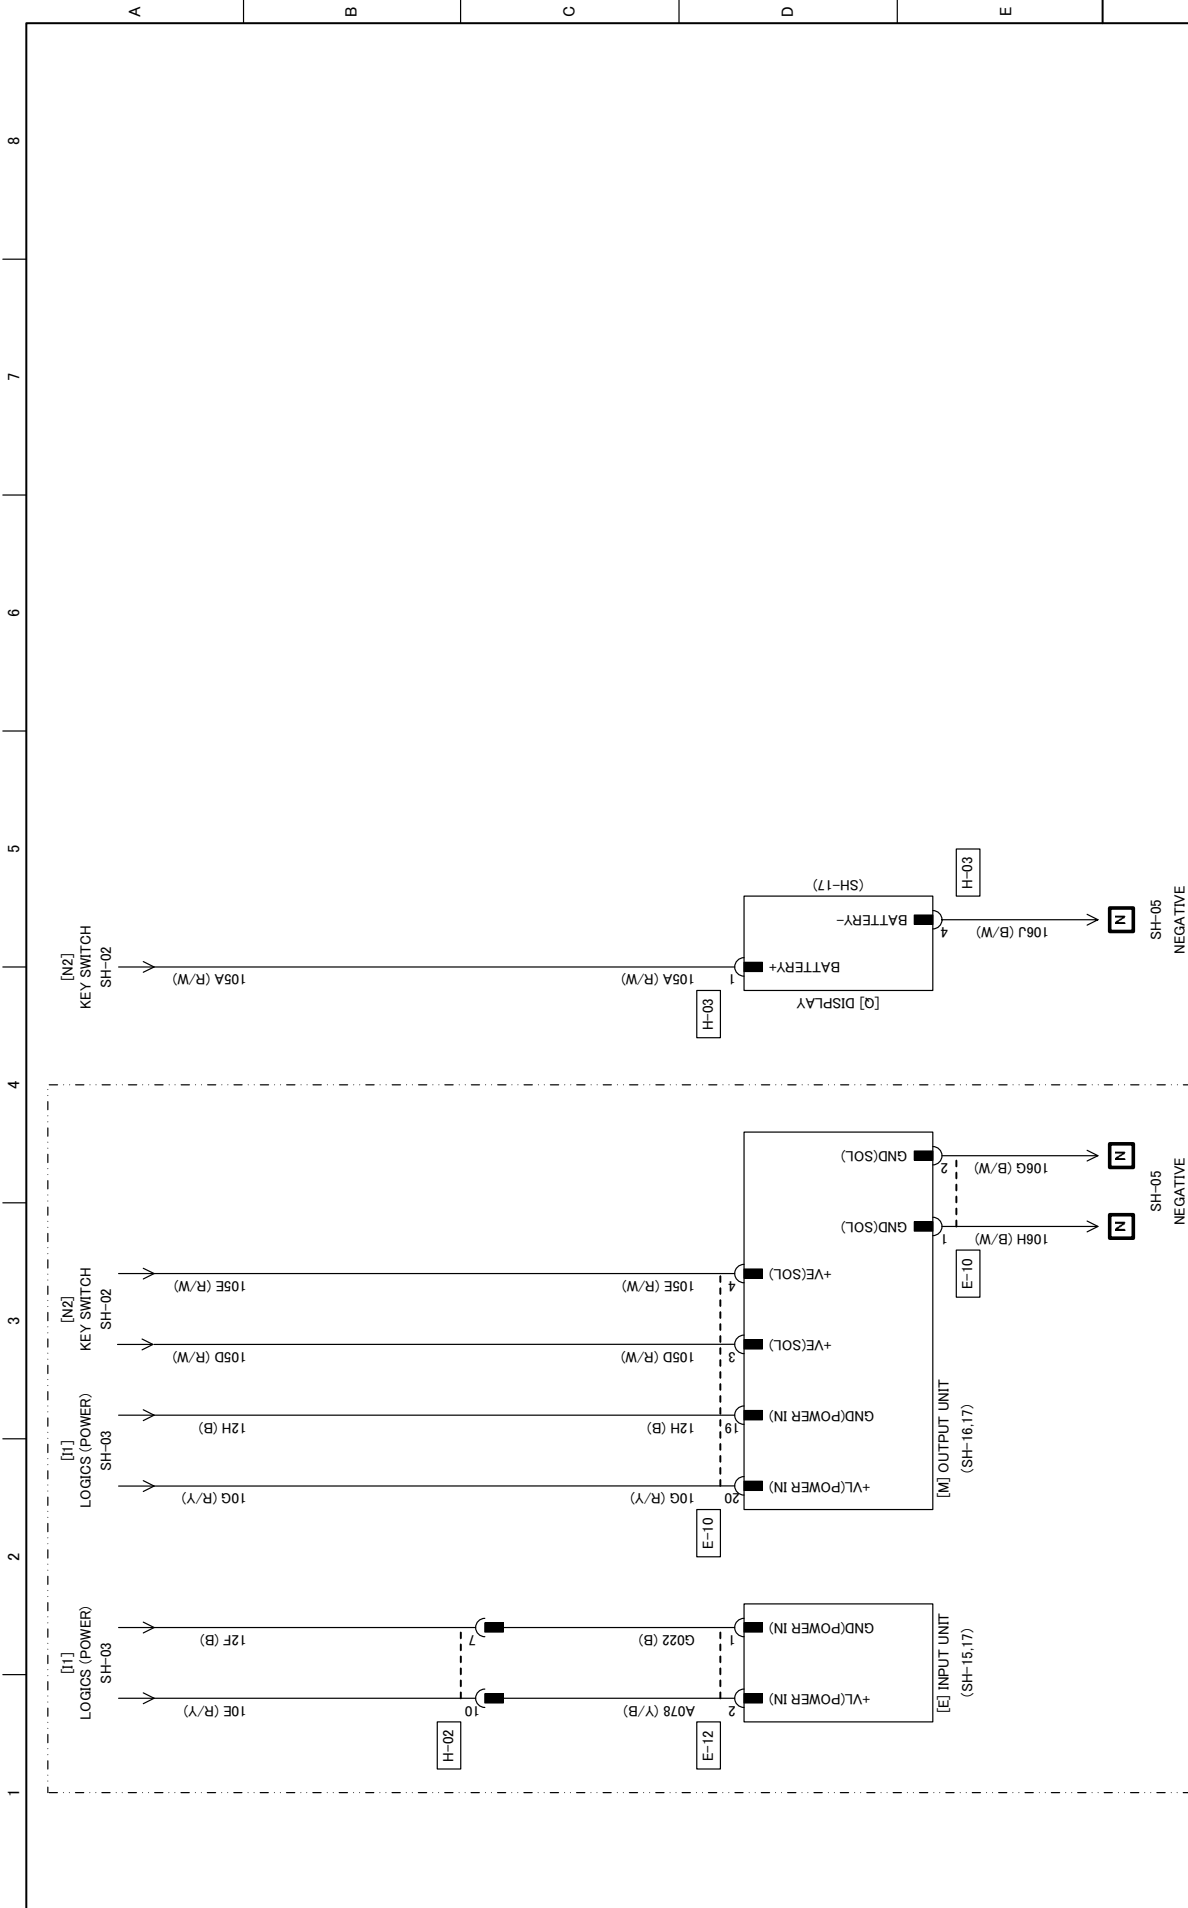 A
B
C
D
E
8
7
6
5
4
3
2
1
[N2]
KEY SWITCH
SH-02
105A (R/W)
105A (R/W)
1
H-03
BATTERY+
BATTERY-
[Q] DISPLAY
(SH-17)
4
H-03
106J (B/W)
N
SH-05
NEGATIVE
[N2]
KEY SWITCH
SH-02
105E (R/W)
105E (R/W)
4
105D (R/W)
105D (R/W)
3
[I1]
LOGICS (POWER)
SH-03
12H (B)
12H (B)
19
10G (R/Y)
10G (R/Y)
20
E-10
GND(SOL)
GND(SOL)
+VE(SOL)
+VE(SOL)
GND(POWER IN)
+VL(POWER IN)
[M] OUTPUT UNIT
(SH-16,17)
2
106G (B/W)
1
106H (B/W)
E-10
N
N
SH-05
NEGATIVE
[I1]
LOGICS (POWER)
SH-03
12F (B)
7
G022 (B)
1
10E (R/Y)
10
A078 (Y/B)
2
H-02
E-12
GND(POWER IN)
+VL(POWER IN)
[E] INPUT UNIT
(SH-15,17)